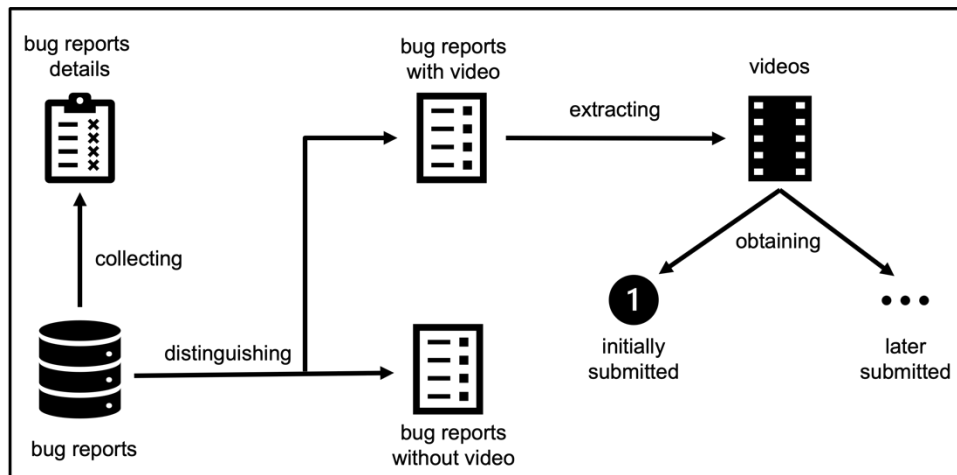 bug reports
details
bug reports
with video
videos
extracting
collecting
obtaining
1
initially
submitted
later
submitted
distinguishing
bug reports
bug reports
without video